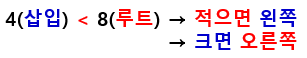 4(삽입) < 8(루트) → 적으면 왼쪽
→ 크면 오른쪽